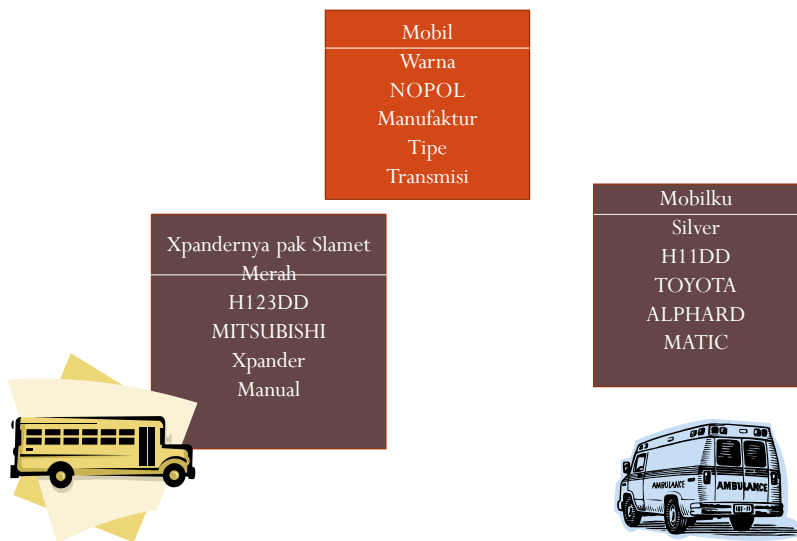 Mobil
Warna
NOPOL
Manufaktur
Tipe
Transmisi
Xpandernya pak Slamet
Merah
H123DD
MITSUBISHI
Xpander
Manual
Mobilku
Silver
H11DD
TOYOTA
ALPHARD
MATIC
AMBULANCE
AMBULANCE